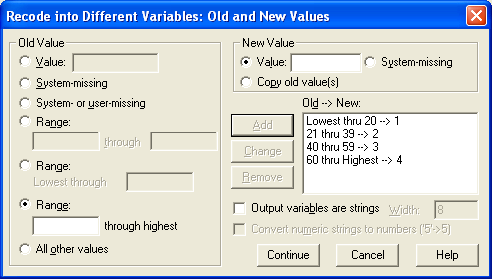 Recode into Different Variables: Old and New Values
Old Value
Value:
System-missing
System- or user-missing
Range:
through
Range:
Lowest through
Range:
through highest
All other values
New Value
Value:
System-missing
Copy old value(s)
Old --> New:
Add
Change
Remove
Lowest thru 20 --> 1
21 thru 39 --> 2
40 thru 59 --> 3
60 thru Highest --> 4
Output variables are strings
Width:
8
Convert numeric strings to numbers ('5'->5)
Continue
Cancel
Help